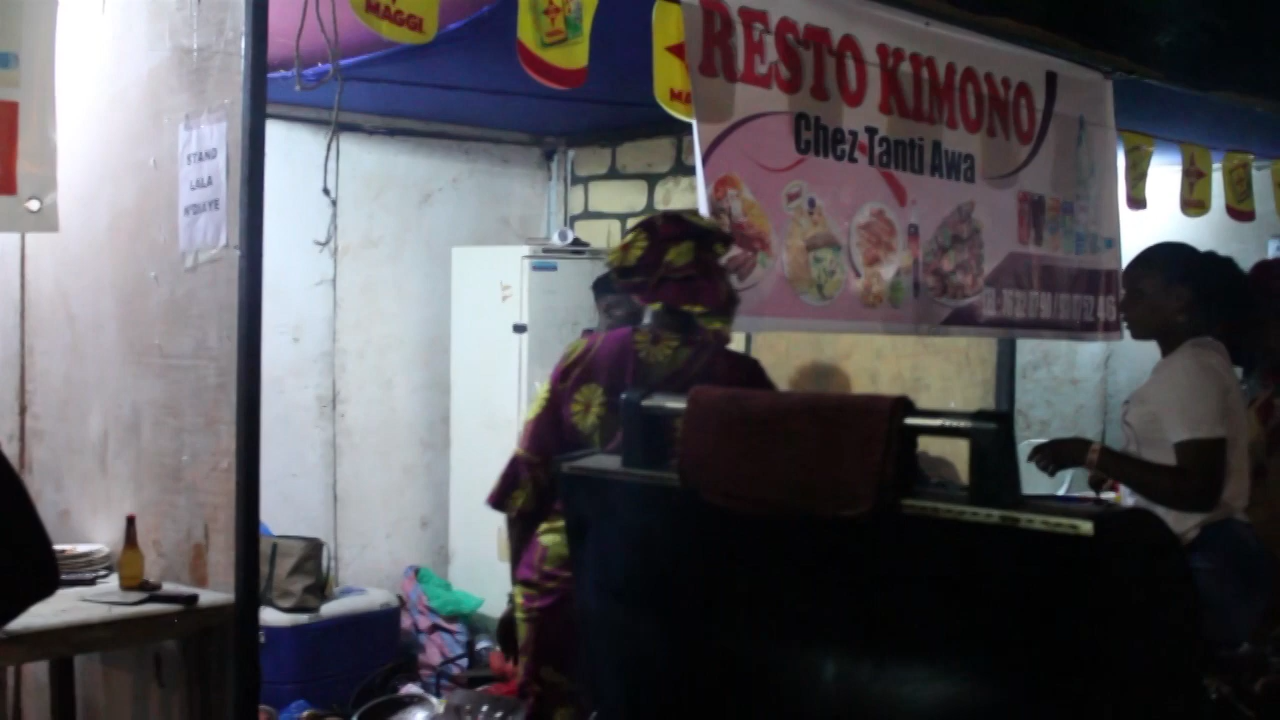 MAGGI
STAND
LALA
N'DIAYE
RESTO KIMONO
Chez Tanti Awa